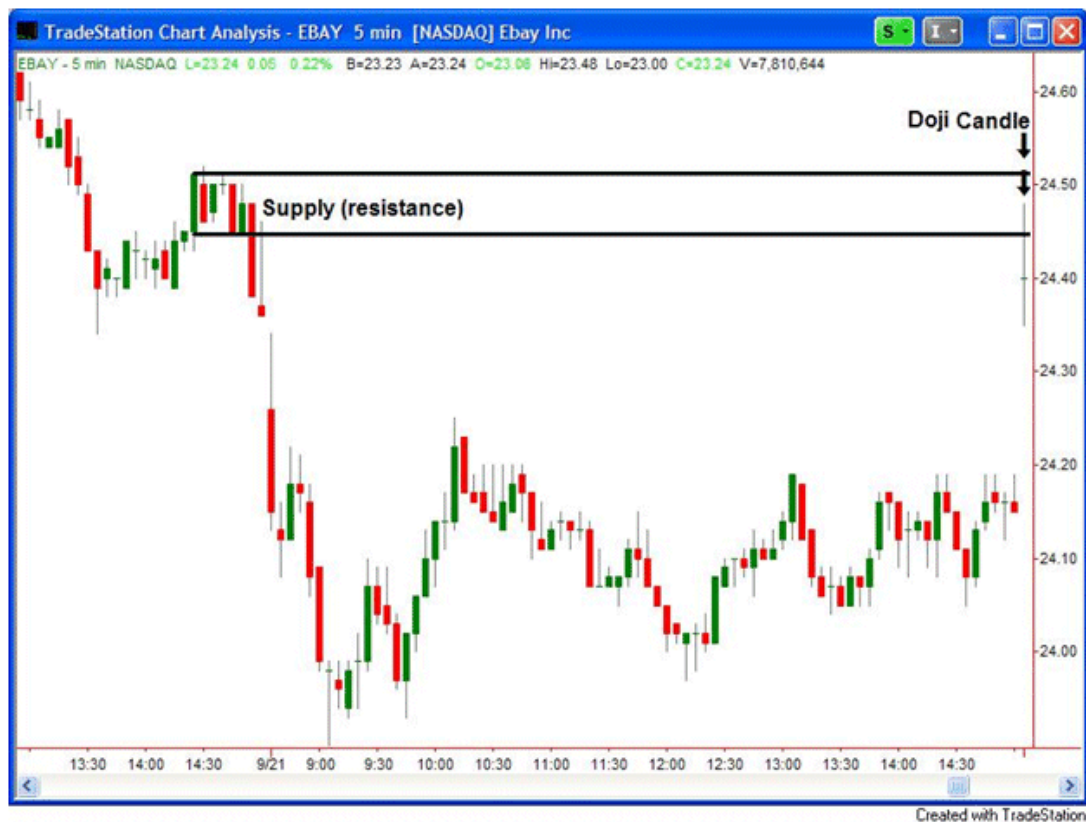 TradeStation Chart Analysis - EBAY 5 min [NASDAQ] Ebay Inc
S
I
EBAY - 5 min NASDAQ L=23.24 0.05 0.22% B=23.23 A=23.24 O=23.08 Hi=23.48 Lo=23.00 C=23.24 V=7,810,644
24.60
Doji Candle
24.50
Supply (resistance)
24.40
24.30
24.20
24.10
24.00
13:30 14:00 14:30 9/21 9:00 9:30 10:00 10:30 11:00 11:30 12:00 12:30 13:00 13:30 14:00 14:30
Created with TradeStation